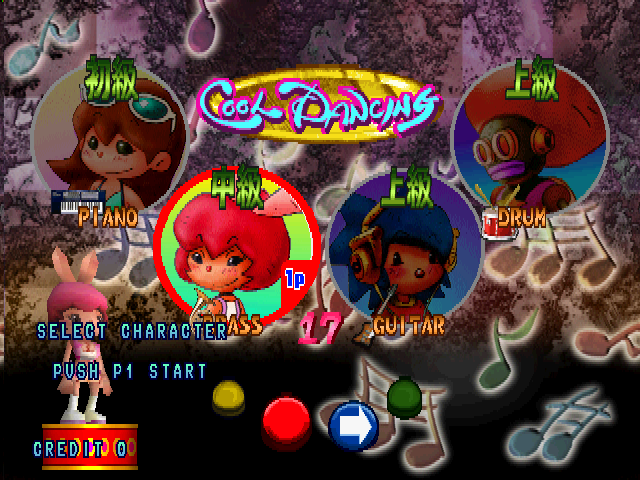 COOL DANCING
初級
PIANO
中級
BRASS
1p
上級
GUITAR
上級
DRUM
17
SELECT CHARACTER
PUSH P1 START
CREDIT 0